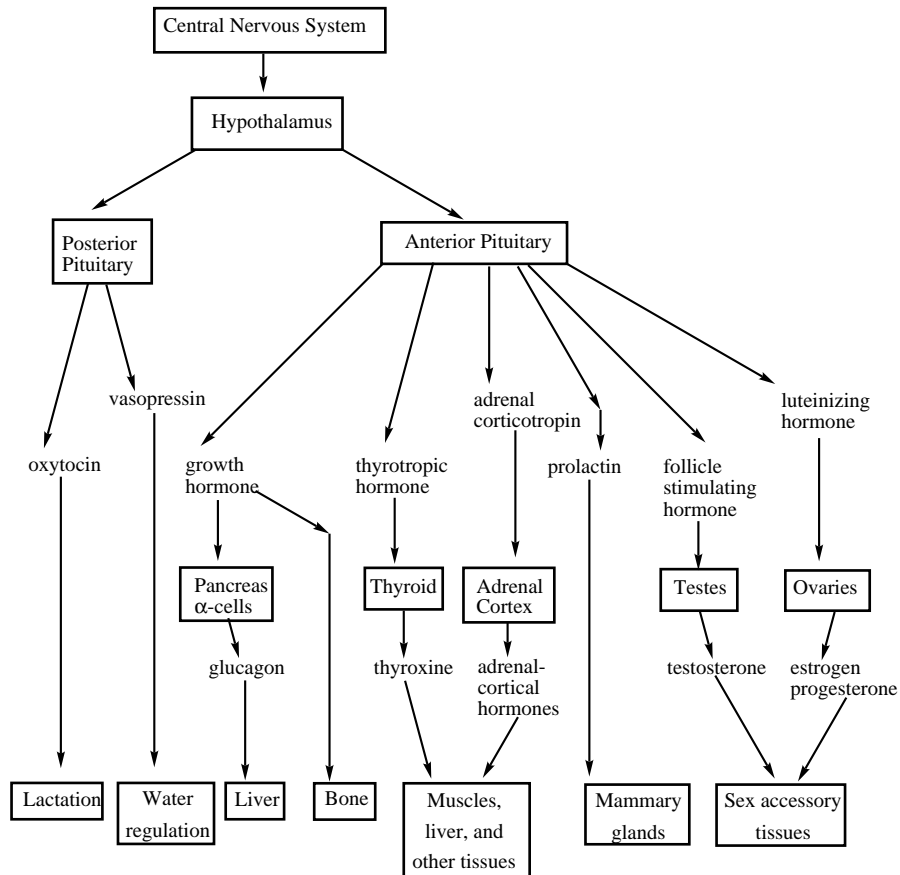 Central Nervous System
Hypothalamus
Posterior
Pituitary
Anterior Pituitary
vasopressin
adrenal
corticotropin
luteinizing
hormone
oxytocin
growth
hormone
thyrotropic
hormone
prolactin
follicle
stimulating
hormone
Pancreas
α-cells
Thyroid
Adrenal
Cortex
Testes
Ovaries
glucagon
thyroxine
adrenal-
cortical
hormones
testosterone
estrogen
progesterone
Lactation
Water
regulation
Liver
Bone
Muscles,
liver, and
other tissues
Mammary
glands
Sex accessory
tissues